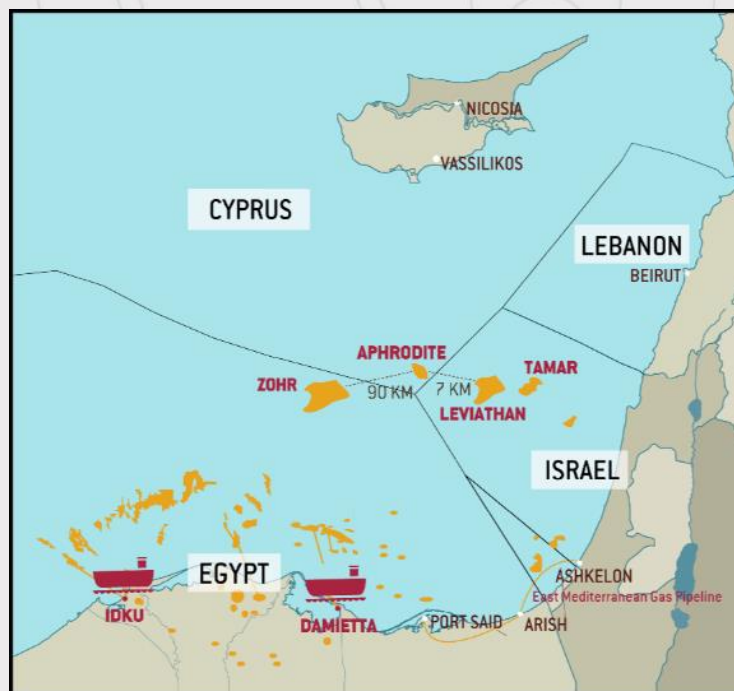 NICOSIA
VASSILIKOS
CYPRUS
LEBANON
BEIRUT
APHRODITE
ZOHR
TAMAR
90 KM
7 KM
LEVIATHAN
ISRAEL
EGYPT
ASHKELON
East Mediterranean Gas Pipeline
IDKU
DAMIETTA
PORT SAID
ARISH